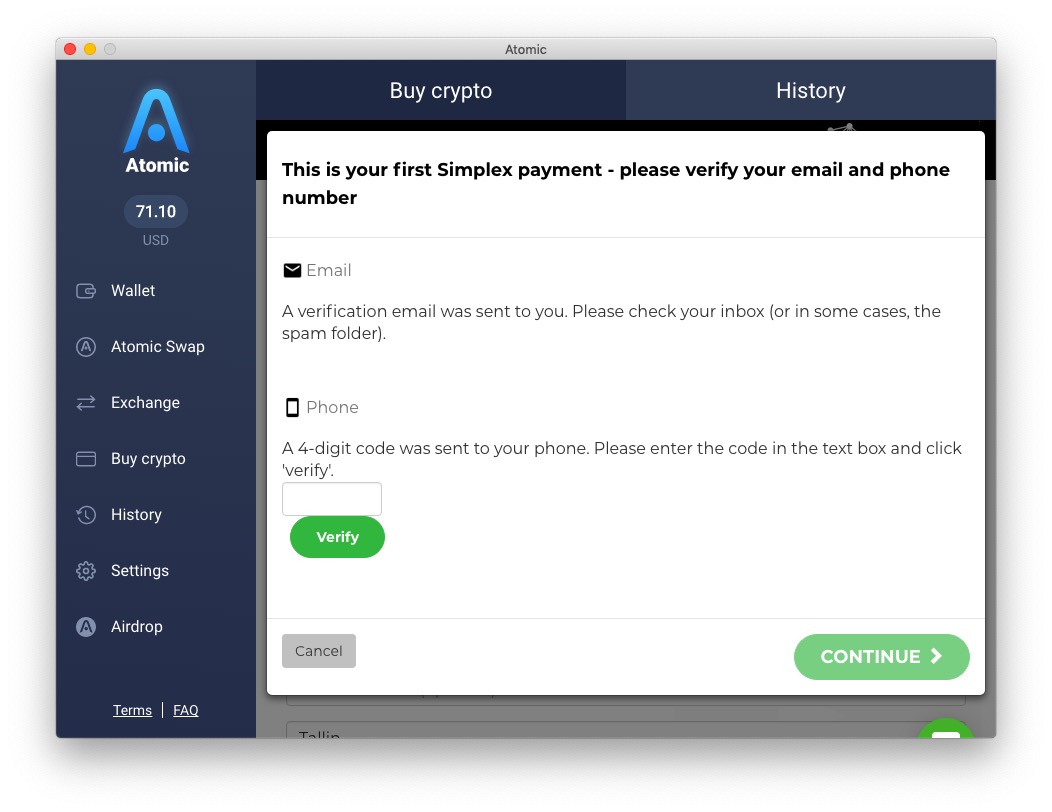 Atomic
Buy crypto
History
Atomic
71.10
USD
Wallet
Atomic Swap
Exchange
Buy crypto
History
Settings
Airdrop
Terms | FAQ
This is your first Simplex payment - please verify your email and phone
number
Email
A verification email was sent to you. Please check your inbox (or in some cases, the
spam folder).
Phone
A 4-digit code was sent to your phone. Please enter the code in the text box and click
'verify'.
Verify
Cancel
CONTINUE
Tallin